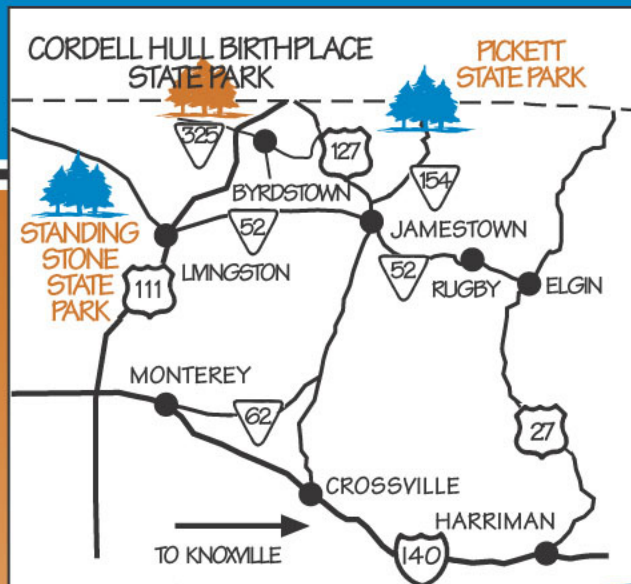 CORDELL HULL BIRTHPLACE
STATE PARK
PICKETT
STATE PARK
325
127
BYRDSTOWN
154
STANDING
STONE
STATE
PARK
52
JAMESTOWN
LIVINGSTON
52
RUGBY
ELGIN
111
MONTEREY
62
27
CROSSVILLE
HARRIMAN
TO KNOXVILLE
140